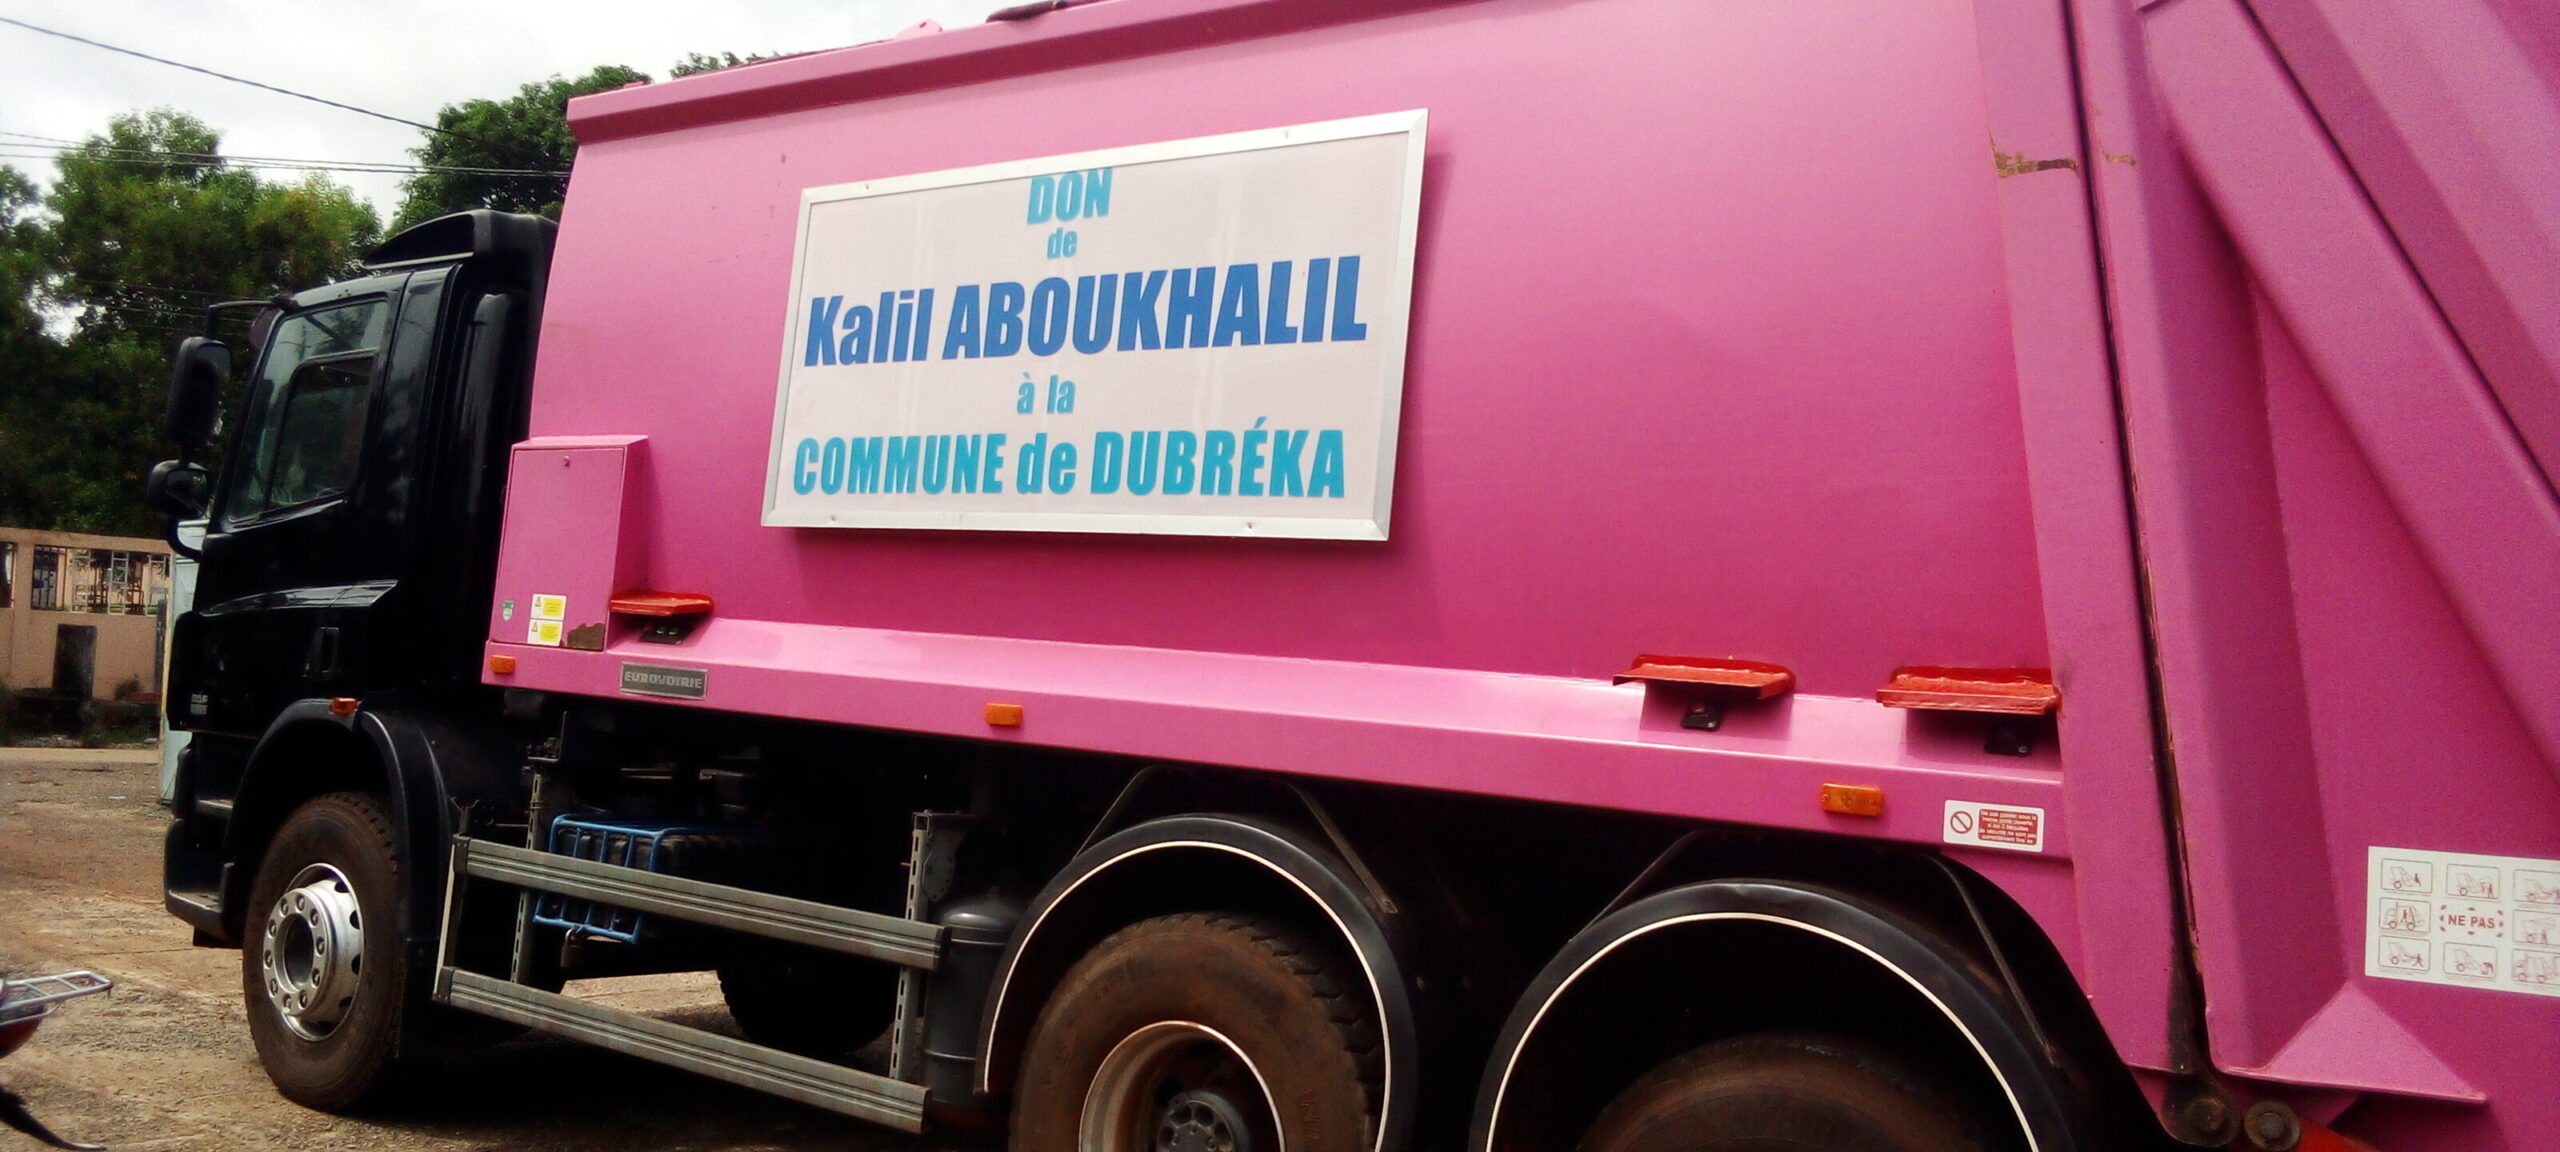 DON
de
Kalil ABOUKHALIL
à la
COMMUNE de DUBRÉKA
EUROVOIRIE
NE PAS